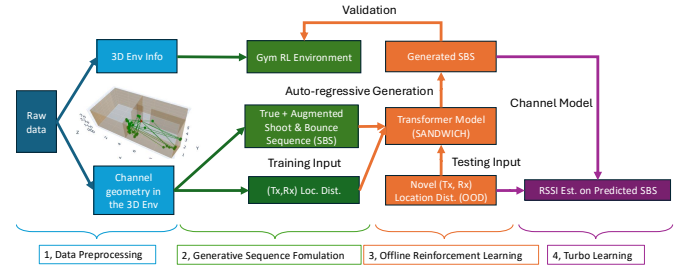 Validation
3D Env Info
Gym RL Environment
Generated SBS
Auto-regressive Generation
Raw
data
True + Augmented
Shoot & Bounce
Sequence (SBS)
Transformer Model
(SANDWICH)
Channel Model
Training Input
Testing Input
Channel
geometry in
the 3D Env
(Tx,Rx) Loc. Dist.
Novel (Tx, Rx)
Location Dist. (OOD)
RSSI Est. on Predicted SBS
1, Data Preprocessing
2, Generative Sequence Fomulation
3, Offline Reinforcement Learning
4, Turbo Learning